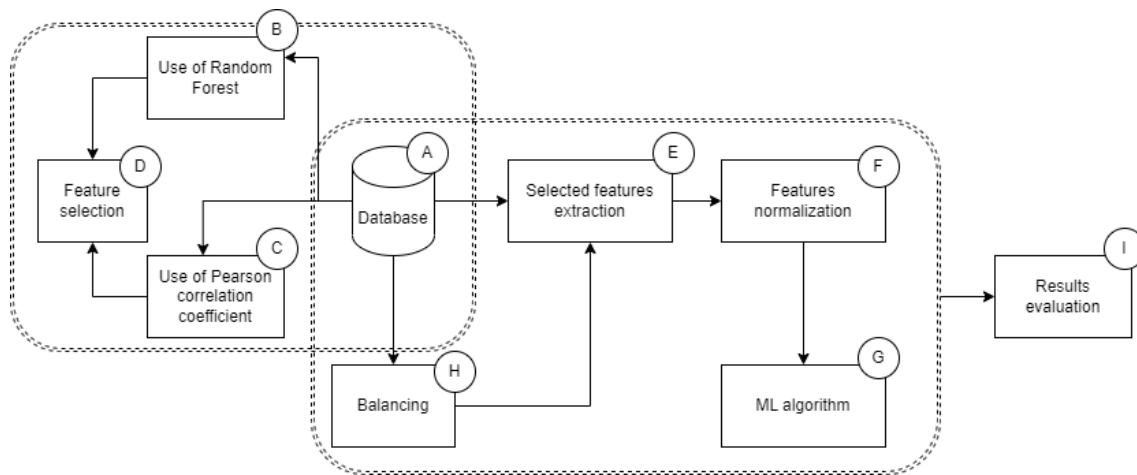 B
Use of Random
Forest
D
Feature
selection
C
Use of Pearson
correlation
coefficient
A
Database
E
Selected features
extraction
F
Features
normalization
H
Balancing
G
ML algorithm
I
Results
evaluation